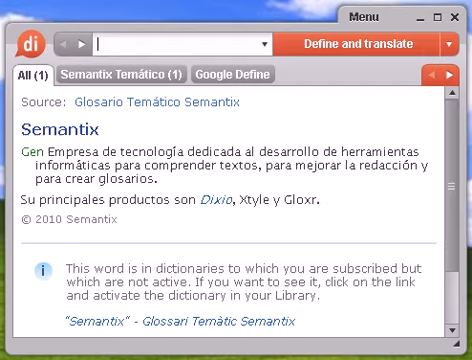 Menu
di
Define and translate
All (1)
Semantix Temático (1)
Google Define
Source: Glosario Temático Semantix
Semantix
Gen Empresa de tecnología dedicada al desarrollo de herramientas
informáticas para comprender textos, para mejorar la redacción y
para crear glosarios.
Su principales productos son Dixio, Xtyle y Gloxr.
© 2010 Semantix
i
This word is in dictionaries to which you are subscribed but
which are not active. If you want to see it, click on the link
and activate the dictionary in your Library.
"Semantix" - Glossari Temàtic Semantix